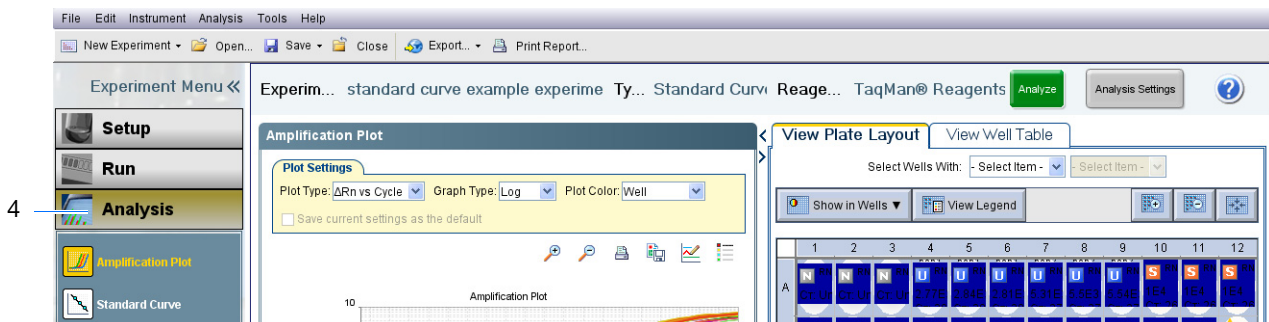 File Edit Instrument Analysis Tools Help
New Experiment Open... Save Close Export... Print Report...
Experiment Menu «
Experim... standard curve example experime Ty... Standard Curv Reage... TaqMan® Reagents Analyze Analysis Settings ?
Setup
Run
4 Analysis
Amplification Plot
Standard Curve
Amplification Plot
Plot Settings
Plot Type: ΔRn vs Cycle Graph Type: Log Plot Color: Well
Save current settings as the default
Amplification Plot
10
View Plate Layout View Well Table
Select Wells With: - Select Item - - Select Item -
Show in Wells ▼ View Legend
1 2 3 4 5 6 7 8 9 10 11 12
A
N N N U U U U U U S S S
1E4 1E4 1E4